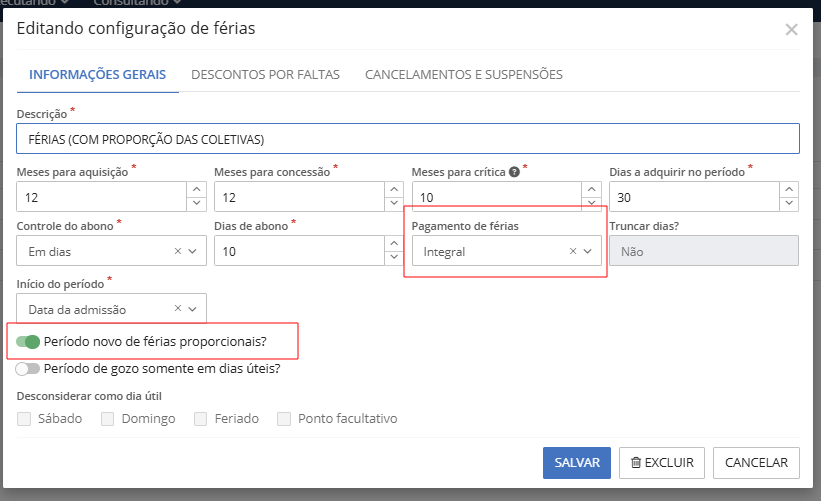 Consultando
Editando configuração de férias
INFORMAÇÕES GERAIS DESCONTOS POR FALTAS CANCELAMENTOS E SUSPENSÕES
Descrição *
FÉRIAS (COM PROPORÇÃO DAS COLETIVAS)
Meses para aquisição * Meses para concessão * Meses para crítica ? * Dias a adquirir no período *
12 12 10 30
Controle do abono * Dias de abono * Pagamento de férias Truncar dias?
Em dias 10 Integral Não
Início do período *
Data da admissão
Período novo de férias proporcionais?
Período de gozo somente em dias úteis?
Desconsiderar como dia útil
Sábado Domingo Feriado Ponto facultativo
SALVAR EXCLUIR CANCELAR